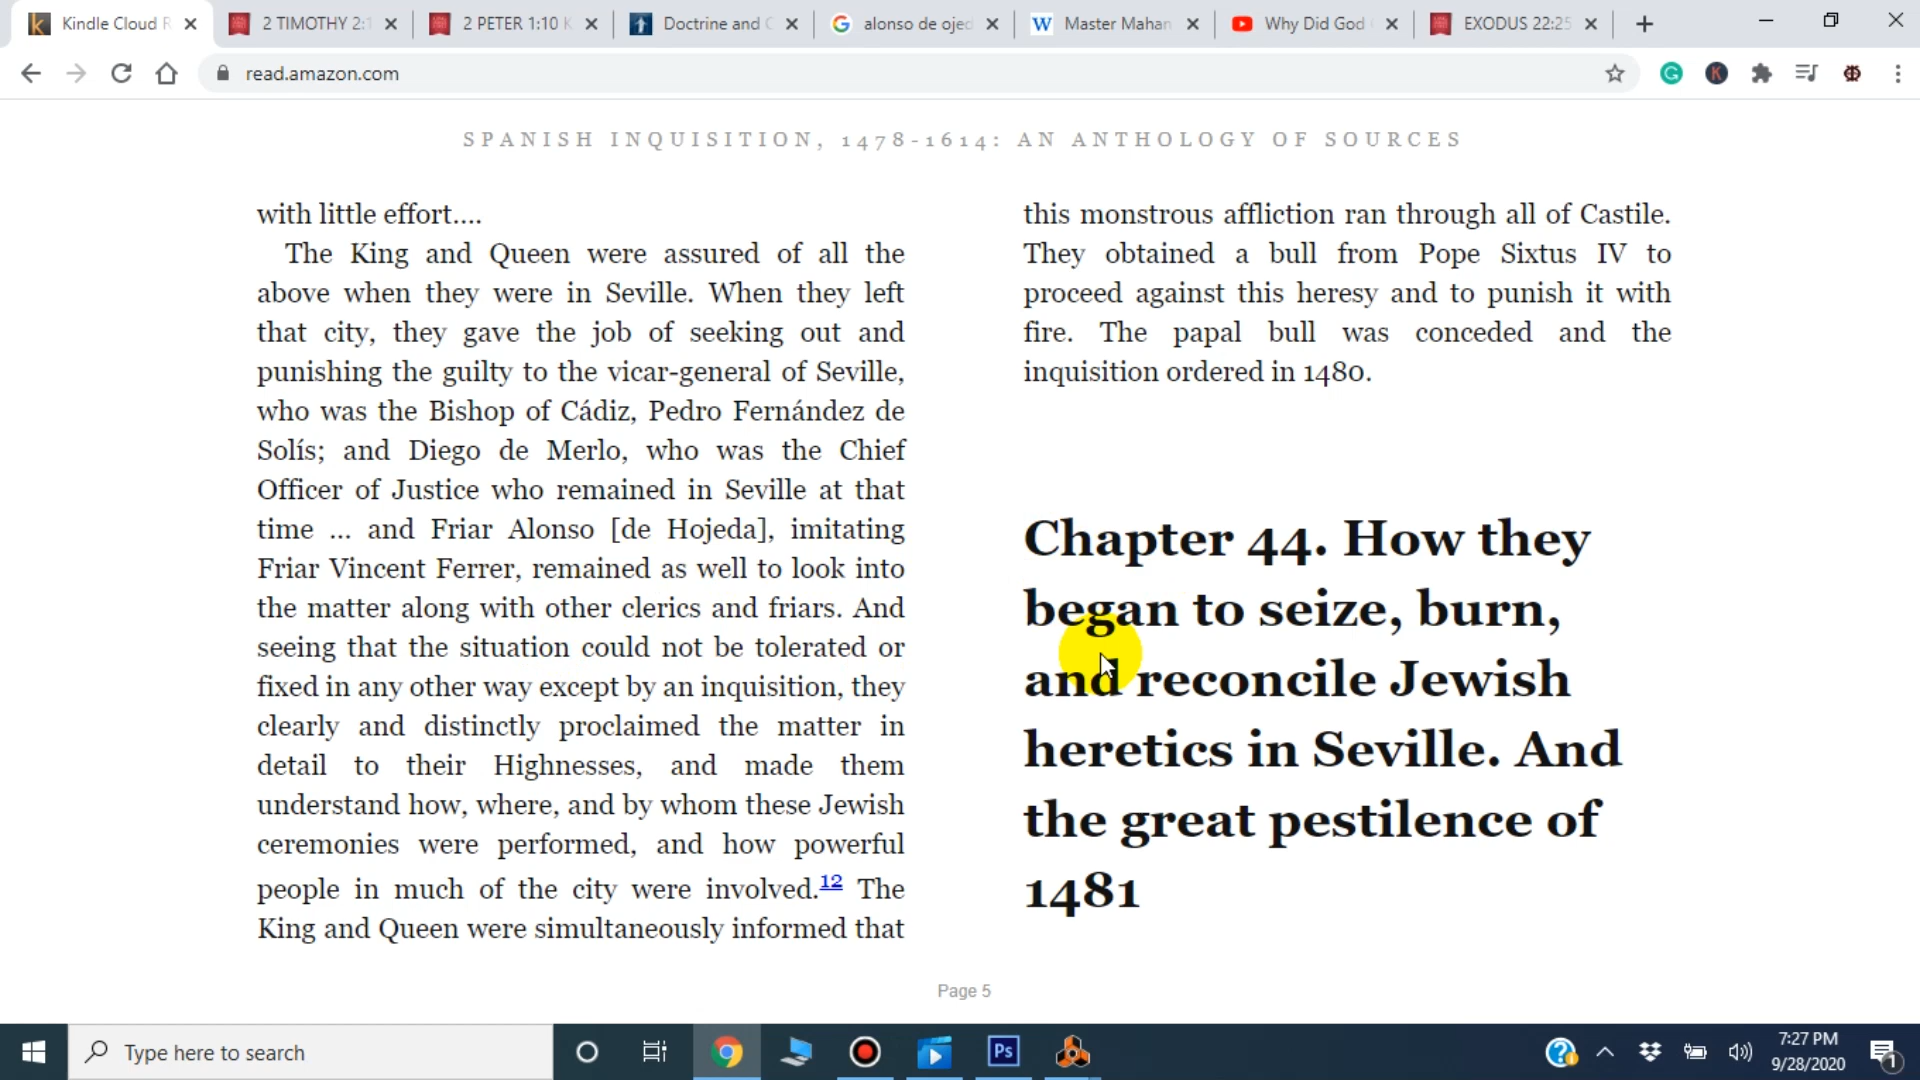 Kindle Cloud R
2 TIMOTHY 2:1
2 PETER 1:10 K
Doctrine and C
alonso de ojed
W Master Mahan
Why Did God
EXODUS 22:25
read.amazon.com
SPANISH INQUISITION, 1478-1614: AN ANTHOLOGY OF SOURCES
with little effort....
The King and Queen were assured of all the
above when they were in Seville. When they left
that city, they gave the job of seeking out and
punishing the guilty to the vicar-general of Seville,
who was the Bishop of Cádiz, Pedro Fernández de
Solís; and Diego de Merlo, who was the Chief
Officer of Justice who remained in Seville at that
time ... and Friar Alonso [de Hojeda], imitating
Friar Vincent Ferrer, remained as well to look into
the matter along with other clerics and friars. And
seeing that the situation could not be tolerated or
fixed in any other way except by an inquisition, they
clearly and distinctly proclaimed the matter in
detail to their Highnesses, and made them
understand how, where, and by whom these Jewish
ceremonies were performed, and how powerful
people in much of the city were involved.12 The
King and Queen were simultaneously informed that
this monstrous affliction ran through all of Castile.
They obtained a bull from Pope Sixtus IV to
proceed against this heresy and to punish it with
fire. The papal bull was conceded and the
inquisition ordered in 1480.
Chapter 44. How they
began to seize, burn,
and reconcile Jewish
heretics in Seville. And
the great pestilence of
1481
Page 5
Type here to search
Ps
7:27 PM
9/28/2020
1